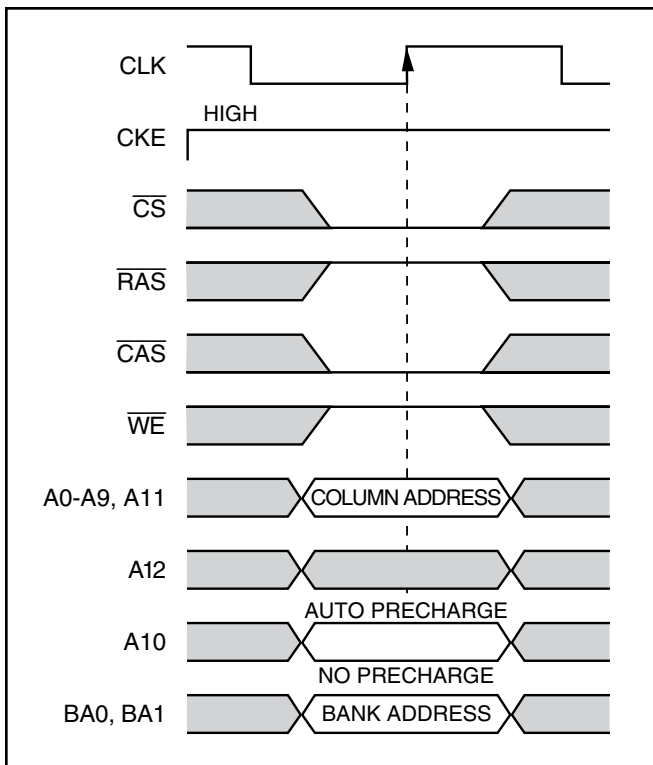 CLK
HIGH
CKE
CS
RAS
CAS
WE
A0-A9, A11
COLUMN ADDRESS
A12
AUTO PRECHARGE
A10
NO PRECHARGE
BA0, BA1
BANK ADDRESS